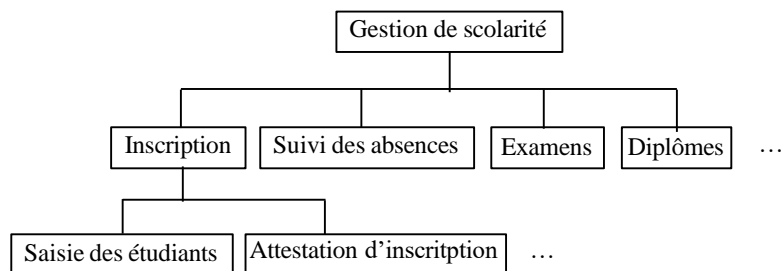 Gestion de scolarité
Inscription
Suivi des absences
Examens
Diplômes
…
Saisie des étudiants
Attestation d’inscritption
…